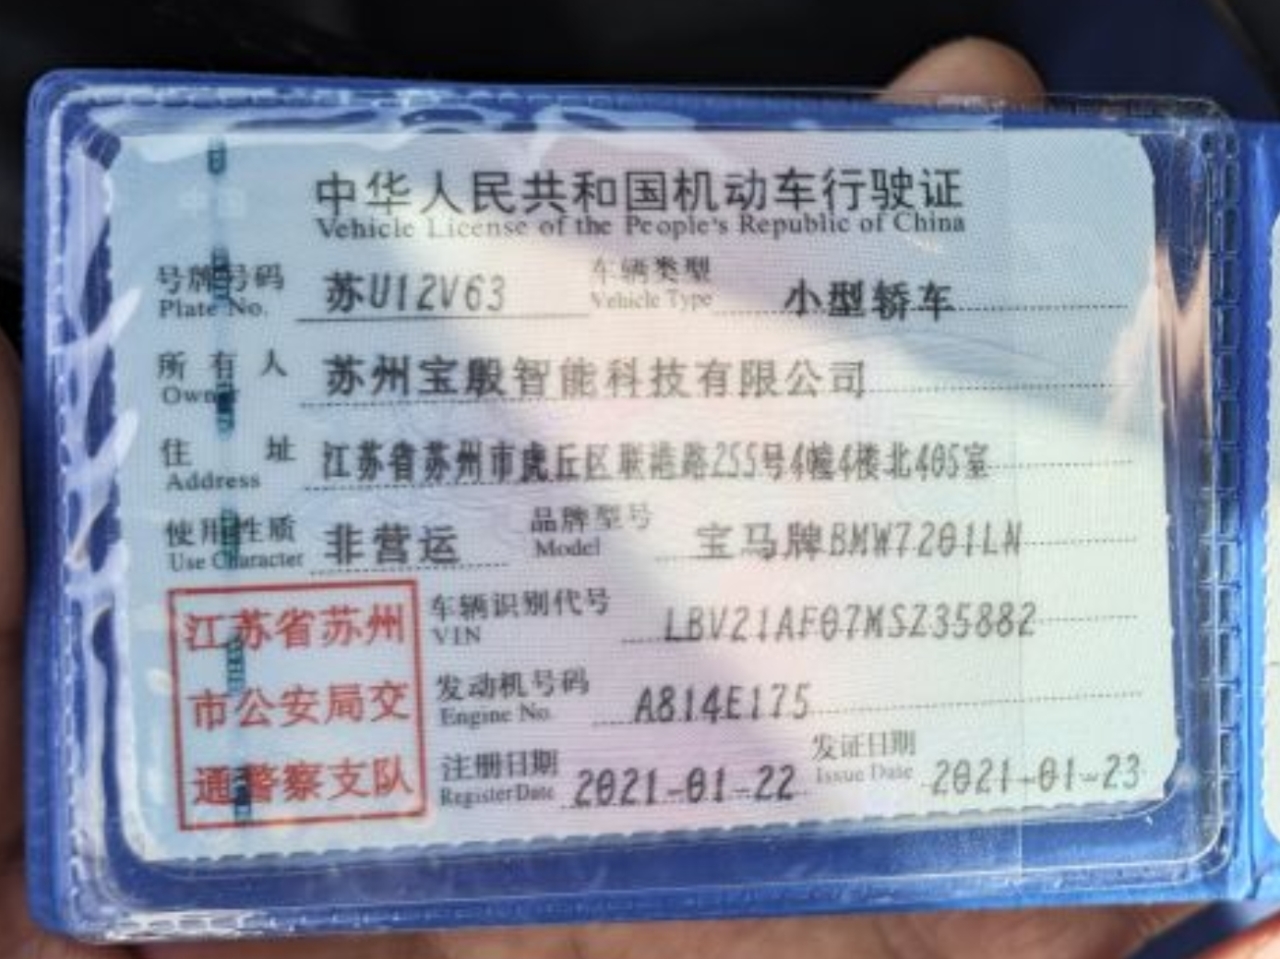 中华人民共和国机动车行驶证
Vehicle License of the People's Republic of China
号牌号码 苏U12V63 车辆类型 小型轿车
Plate No. Vehicle Type
所有人 苏州宝殷智能科技有限公司
Owner
住址 江苏省苏州市虎丘区联港路255号4幢4楼北405室
Address
使用性质 非营运 品牌型号 宝马牌BMW7201LN
Use Character Model
江苏省苏州
市公安局交
通警察支队
车辆识别代号 LBV21AF07MSZ35882
VIN
发动机号码 A814E175
Engine No.
注册日期 2021-01-22 发证日期 2021-01-23
Register Date Issue Date